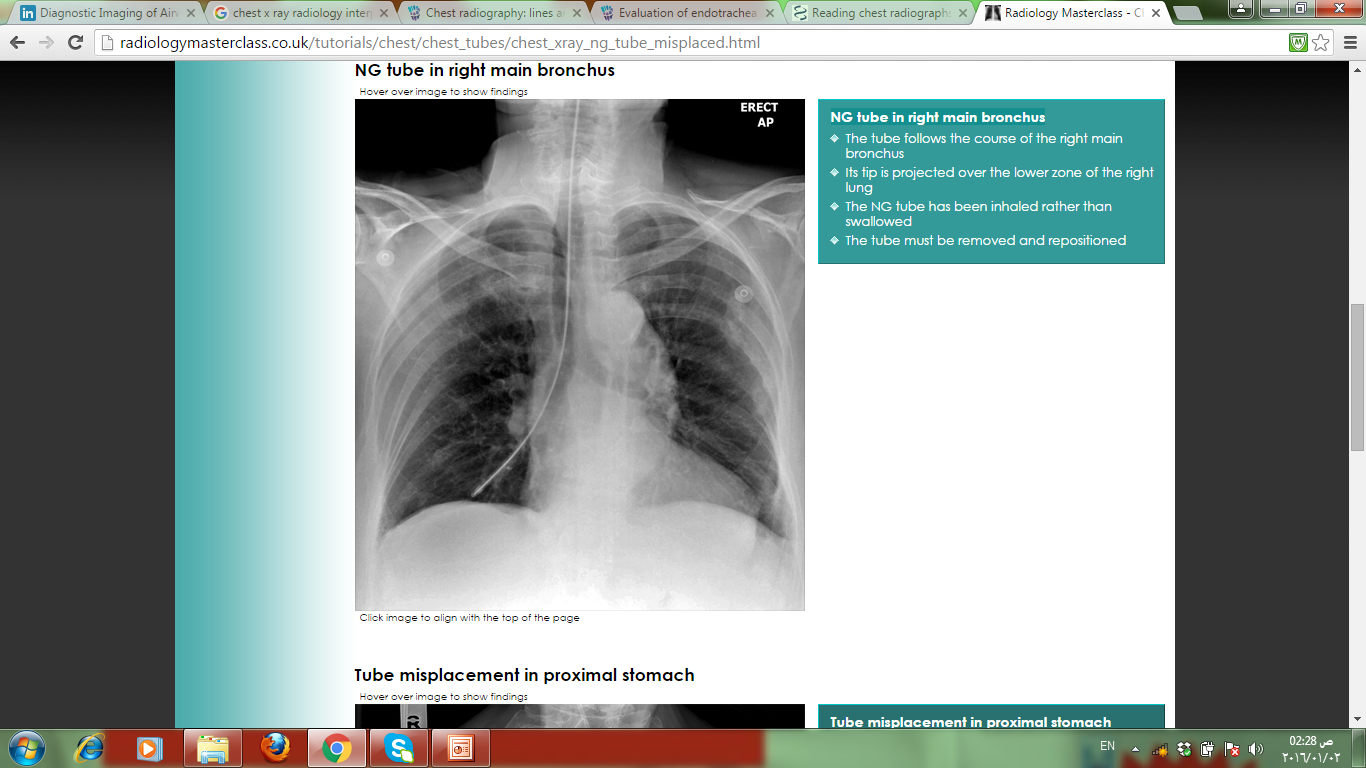 Diagnostic Imaging of Air
chest x ray radiology inter
Chest radiography: lines a
Evaluation of endotrachea
Reading chest radiograph
Radiology Masterclass - C
radiologymasterclass.co.uk/tutorials/chest/chest_tubes/chest_xray_ng_tube_misplaced.html
NG tube in right main bronchus
Hover over image to show findings
ERECT
AP
P
P
NG tube in right main bronchus
The tube follows the course of the right main
bronchus
Its tip is projected over the lower zone of the right
lung
The NG tube has been inhaled rather than
swallowed
The tube must be removed and repositioned
Click image to align with the top of the page
Tube misplacement in proximal stomach
Hover over image to show findings
R
Tube misplacement in proximal stomach
EN
02:28 ص
٢٠١٦/٠١/٠٢